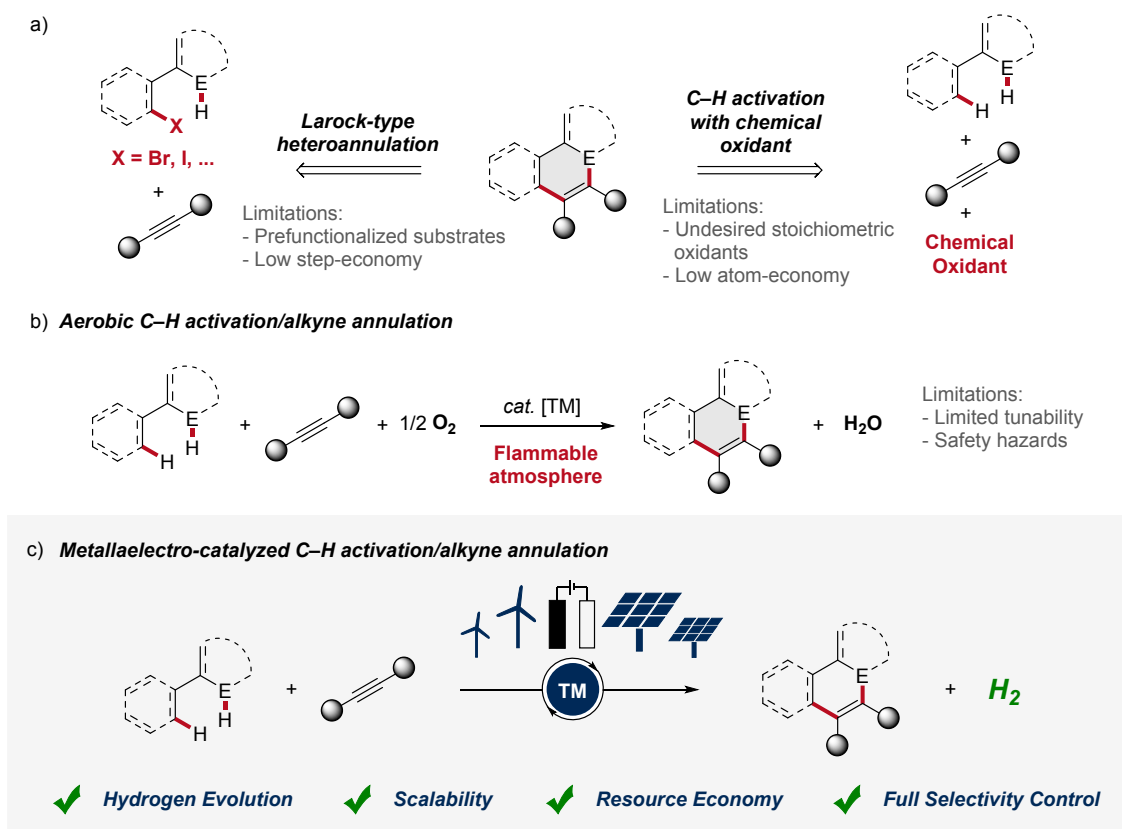 a)
E
H
X
X = Br, I, ...
+
Larock-type
heteroannulation
Limitations:
- Prefunctionalized substrates
- Low step-economy
E
C–H activation
with chemical
oxidant
Limitations:
- Undesired stoichiometric
oxidants
- Low atom-economy
E
H
H
+
+
Chemical
Oxidant
b) Aerobic C–H activation/alkyne annulation
E
H
H
+
+ 1/2 O₂
cat. [TM]
Flammable
atmosphere
E
+ H₂O
Limitations:
- Limited tunability
- Safety hazards
c) Metallaelectro-catalyzed C–H activation/alkyne annulation
E
H
H
+
TM
E
+ H₂
Hydrogen Evolution
Scalability
Resource Economy
Full Selectivity Control